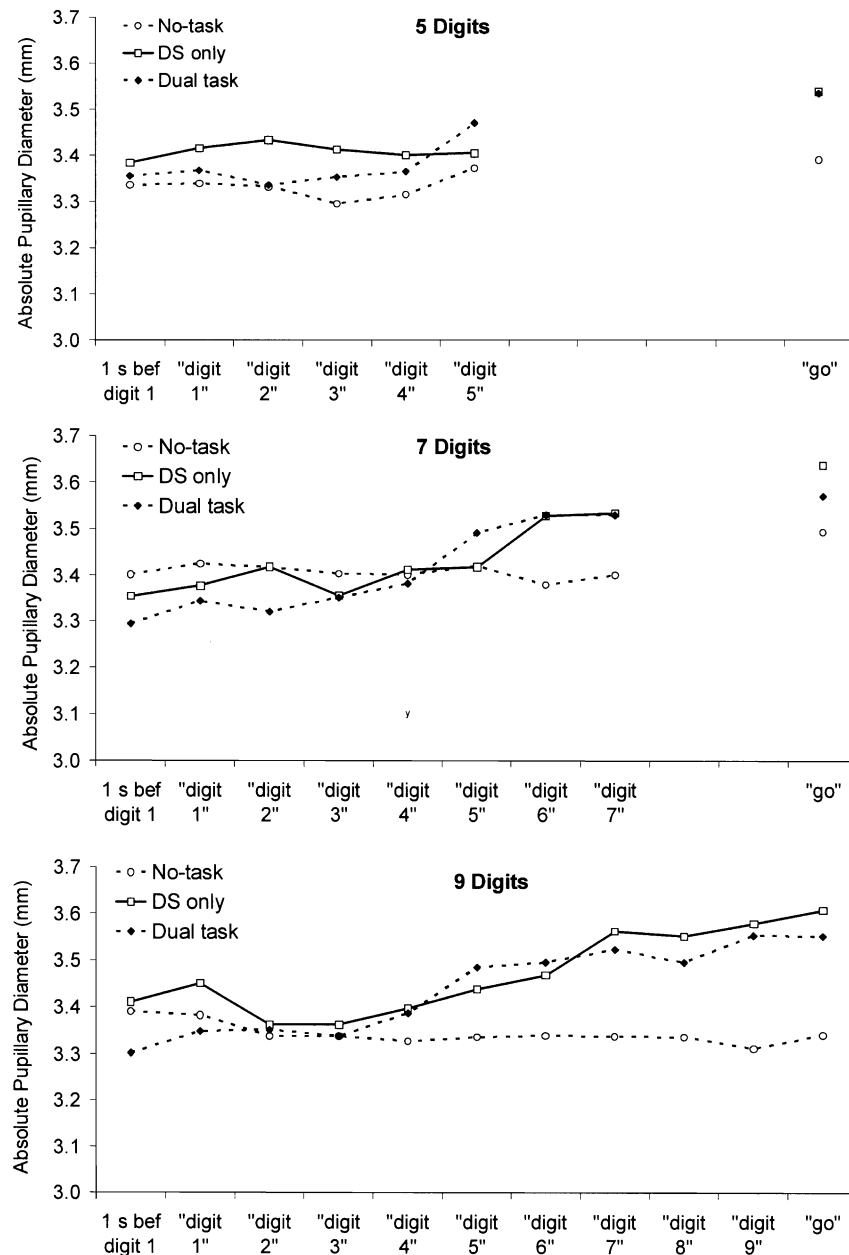 5 Digits
No-task
DS only
Dual task
Absolute Pupillary Diameter (mm)
3.7
3.6
3.5
3.4
3.3
3.2
3.1
3.0
1 s bef "digit "digit "digit "digit "digit "go"
digit 1 1" 2" 3" 4" 5"
7 Digits
No-task
DS only
Dual task
Absolute Pupillary Diameter (mm)
3.7
3.6
3.5
3.4
3.3
3.2
3.1
3.0
y
1 s bef "digit "digit "digit "digit "digit "digit "digit "go"
digit 1 1" 2" 3" 4" 5" 6" 7"
9 Digits
No-task
DS only
Dual task
Absolute Pupillary Diameter (mm)
3.7
3.6
3.5
3.4
3.3
3.2
3.1
3.0
1 s bef "digit "digit "digit "digit "digit "digit "digit "digit "digit "go"
digit 1 1" 2" 3" 4" 5" 6" 7" 8" 9"